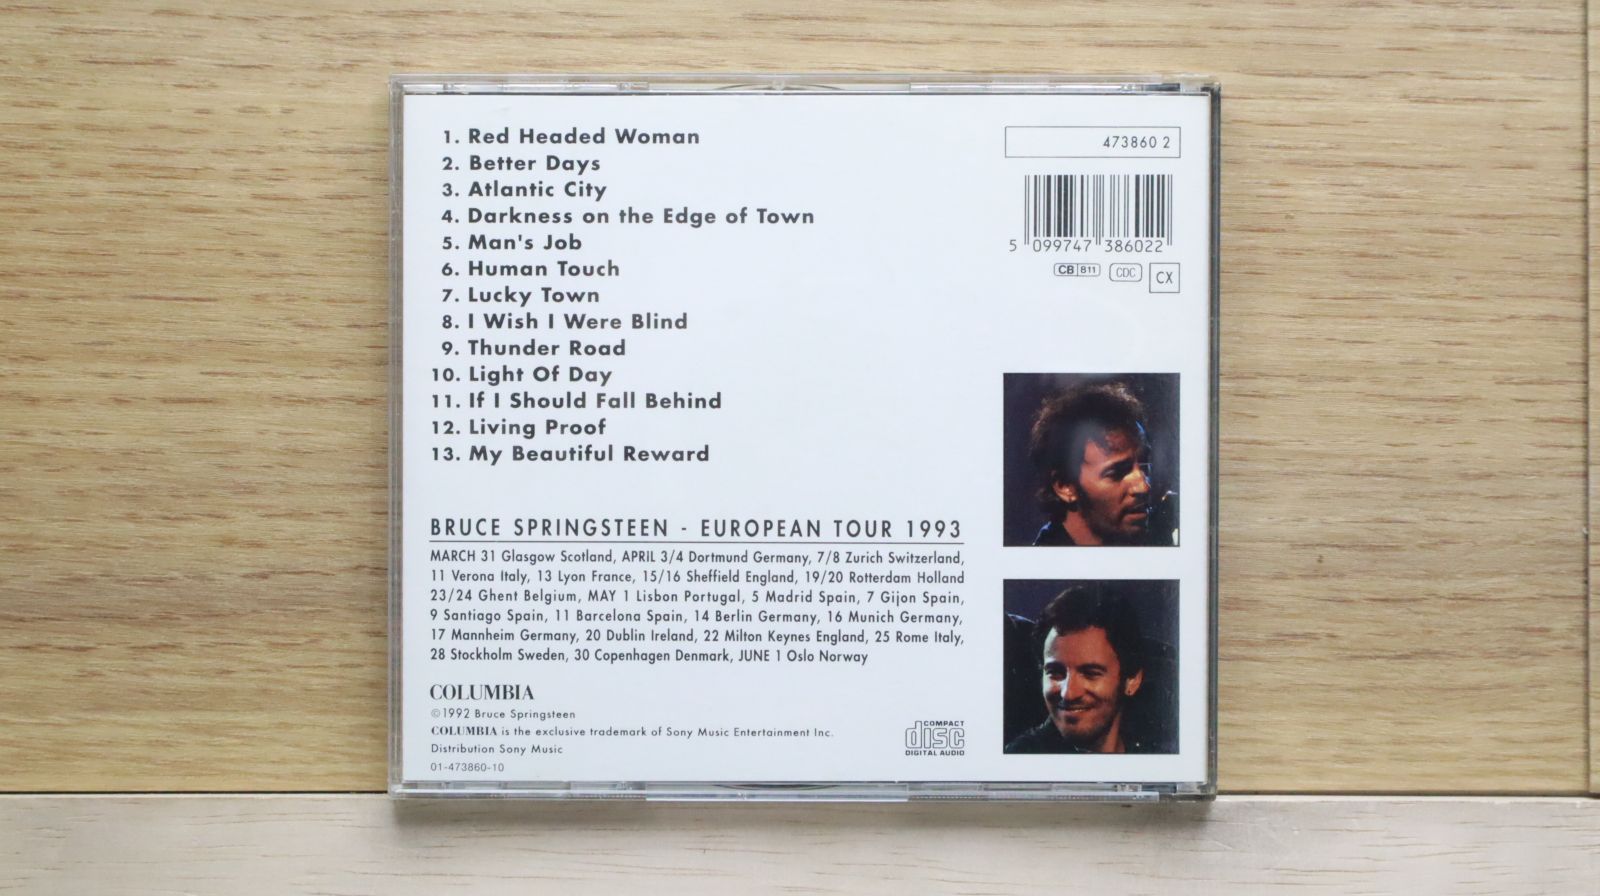 1. Red Headed Woman
2. Better Days
3. Atlantic City
4. Darkness on the Edge of Town
5. Man's Job
6. Human Touch
7. Lucky Town
8. I Wish I Were Blind
9. Thunder Road
10. Light Of Day
11. If I Should Fall Behind
12. Living Proof
13. My Beautiful Reward
473860 2
5 099747 386022
CB 811 CDC CX
BRUCE SPRINGSTEEN - EUROPEAN TOUR 1993
MARCH 31 Glasgow Scotland, APRIL 3/4 Dortmund Germany, 7/8 Zurich Switzerland,
11 Verona Italy, 13 Lyon France, 15/16 Sheffield England, 19/20 Rotterdam Holland
23/24 Ghent Belgium, MAY 1 Lisbon Portugal, 5 Madrid Spain, 7 Gijon Spain,
9 Santiago Spain, 11 Barcelona Spain, 14 Berlin Germany, 16 Munich Germany,
17 Mannheim Germany, 20 Dublin Ireland, 22 Milton Keynes England, 25 Rome Italy,
28 Stockholm Sweden, 30 Copenhagen Denmark, JUNE 1 Oslo Norway
COLUMBIA
©1992 Bruce Springsteen
COLUMBIA is the exclusive trademark of Sony Music Entertainment Inc.
Distribution Sony Music
01-473860-10
COMPACT
disc
DIGITAL AUDIO